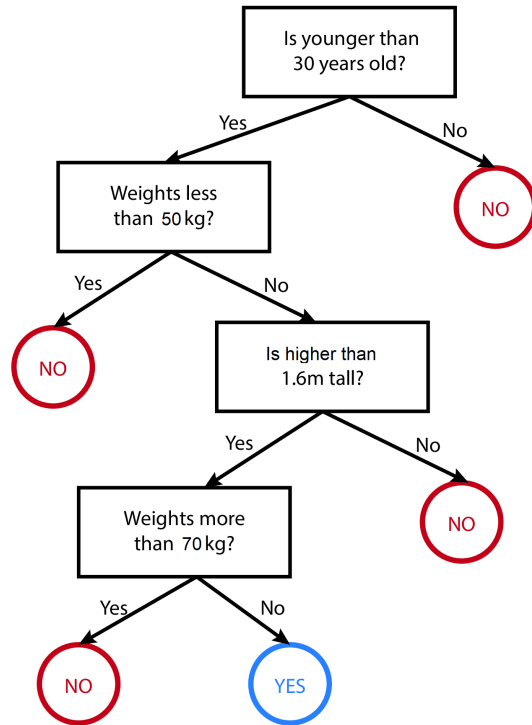 Is younger than
30 years old?
Yes
No
Weights less
than 50 kg?
NO
Yes
No
NO
Is higher than
1.6m tall?
Yes
No
Weights more
than 70 kg?
NO
Yes
No
NO
YES